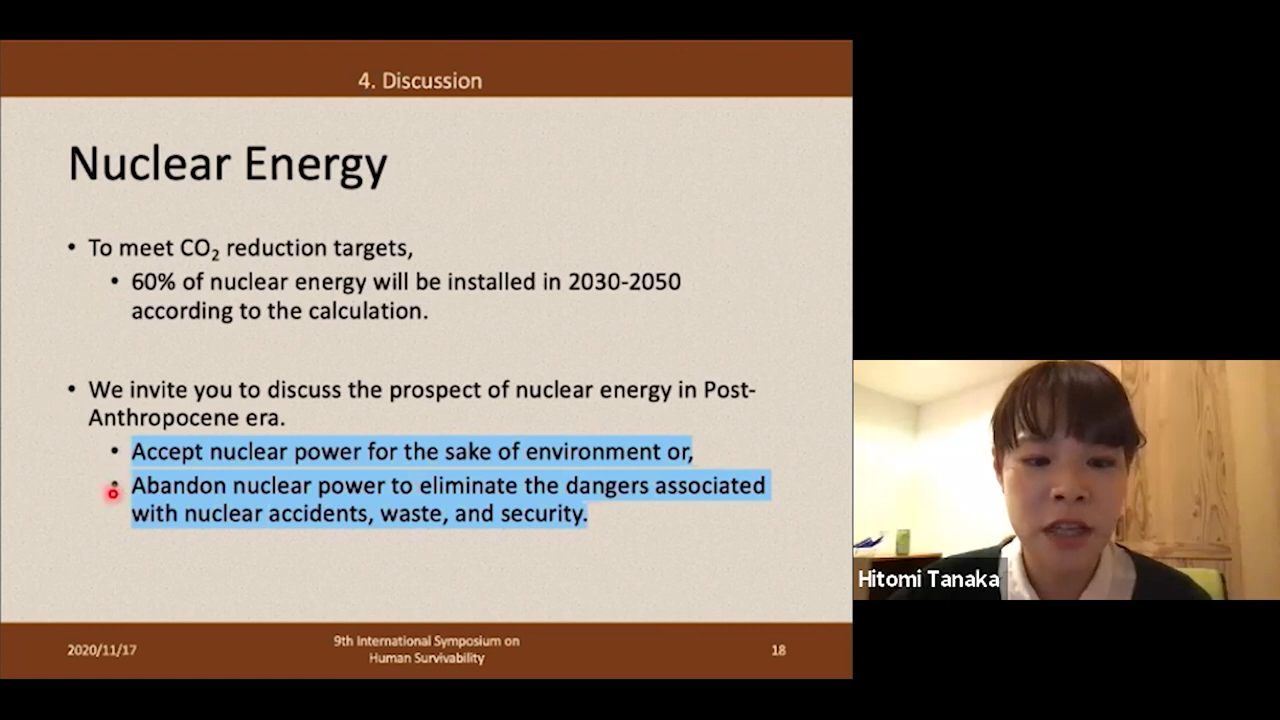 4. Discussion
Nuclear Energy
• To meet CO₂ reduction targets,
• 60% of nuclear energy will be installed in 2030-2050
according to the calculation.
• We invite you to discuss the prospect of nuclear energy in Post-
Anthropocene era.
• Accept nuclear power for the sake of environment or,
• Abandon nuclear power to eliminate the dangers associated
with nuclear accidents, waste, and security.
Hitomi Tanaka
2020/11/17
9th International Symposium on
Human Survivability
18